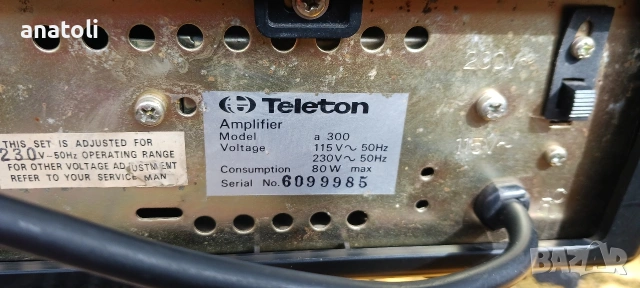 anatoli
230V~
Teleton
Amplifier
Model a 300
Voltage 115V~ 50Hz
230V~ 50Hz
Consumption 80W max
Serial No. 6099985
115V~
THIS SET IS ADJUSTED FOR
230V-50Hz OPERATING RANGE
FOR OTHER VOLTAGE ADJUSTMENT
REFER TO YOUR SERVICE MAN
BAZAR